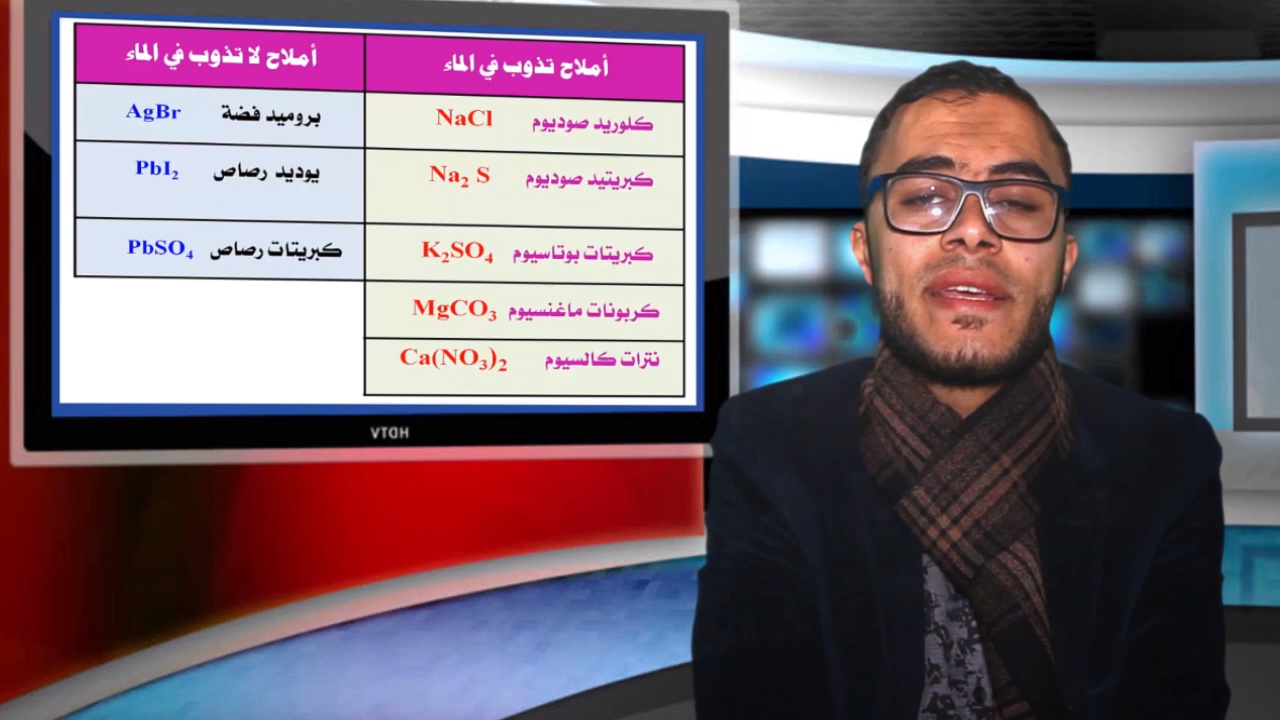 أملاح تذوب في الماء
أملاح لا تذوب في الماء
كلوريد صوديوم NaCl
بروميد فضة AgBr
كبريتيد صوديوم Na₂ S
يوديد رصاص PbI₂
كبريتات بوتاسيوم K₂SO₄
كبريتات رصاص PbSO₄
كربونات ماغنسيوم MgCO₃
نترات كالسيوم Ca(NO₃)₂
HDTV